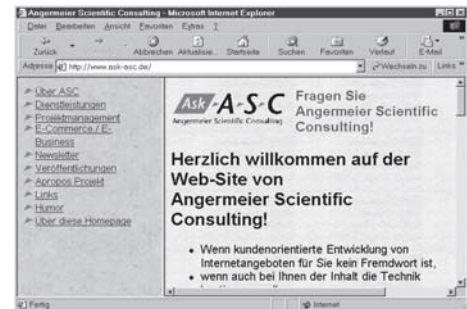 Angermeier Scientific Consulting - Microsoft Internet Explorer
Datei Bearbeiten Ansicht Favoriten Extras ?
Zurück Abbrechen Aktualisie... Startseite Suchen Favoriten Verlauf E-Mail
Adresse http://www.ask-asc.de/ Wechseln zu Links »
Über ASC
Dienstleistungen
Projektmanagement
E-Commerce / E-
Business
Newsletter
Veröffentlichungen
Apropos Projekt
Links
Humor
Über diese Homepage
Ask A-S-C
Angermeier Scientific Consulting
Fragen Sie
Angermeier Scientific
Consulting!
Herzlich willkommen auf der
Web-Site von
Angermeier Scientific
Consulting!
• Wenn kundenorientierte Entwicklung von
Internetangeboten für Sie kein Fremdwort ist,
• wenn auch bei Ihnen der Inhalt die Technik
Fertig Internet